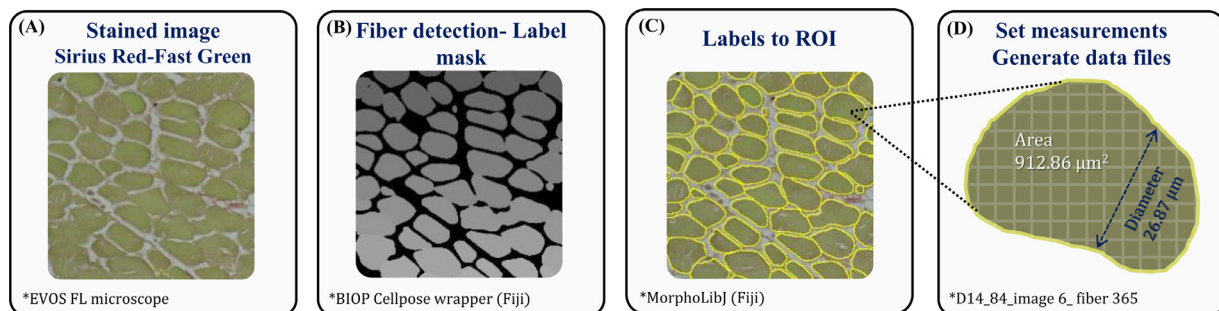 (A)
Stained image
Sirius Red-Fast Green
*EVOS FL microscope
(B)
Fiber detection- Label
mask
*BIOP Cellpose wrapper (Fiji)
(C)
Labels to ROI
*MorphoLibJ (Fiji)
(D)
Set measurements
Generate data files
Area
912.86 µm²
Diameter
26.87 µm
*D14_84_image 6_ fiber 365